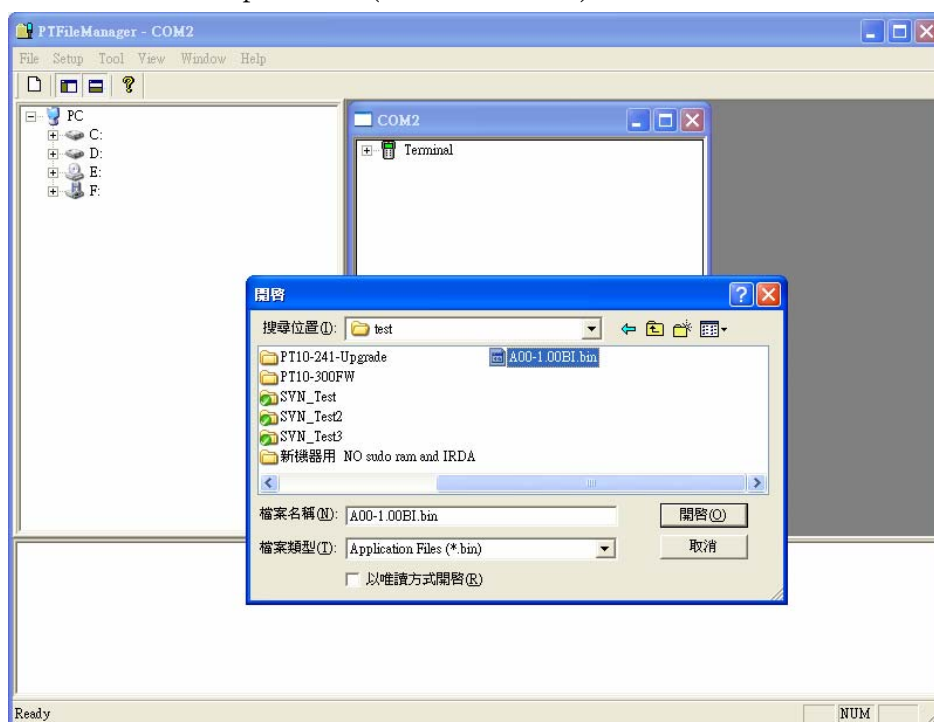 PTFileManager - COM2
File Setup Tool View Window Help
PC
C:
D:
E:
F:
COM2
Terminal
開啓
搜尋位置(I): test
PT10-241-Upgrade
PT10-300FW
SVN_Test
SVN_Test2
SVN_Test3
新機器用 NO sudo ram and IRDA
A00-1.00BI.bin
檔案名稱(N): A00-1.00BI.bin 開啓(O)
檔案類型(T): Application Files (*.bin) 取消
以唯讀方式開啓(R)
Ready NUM